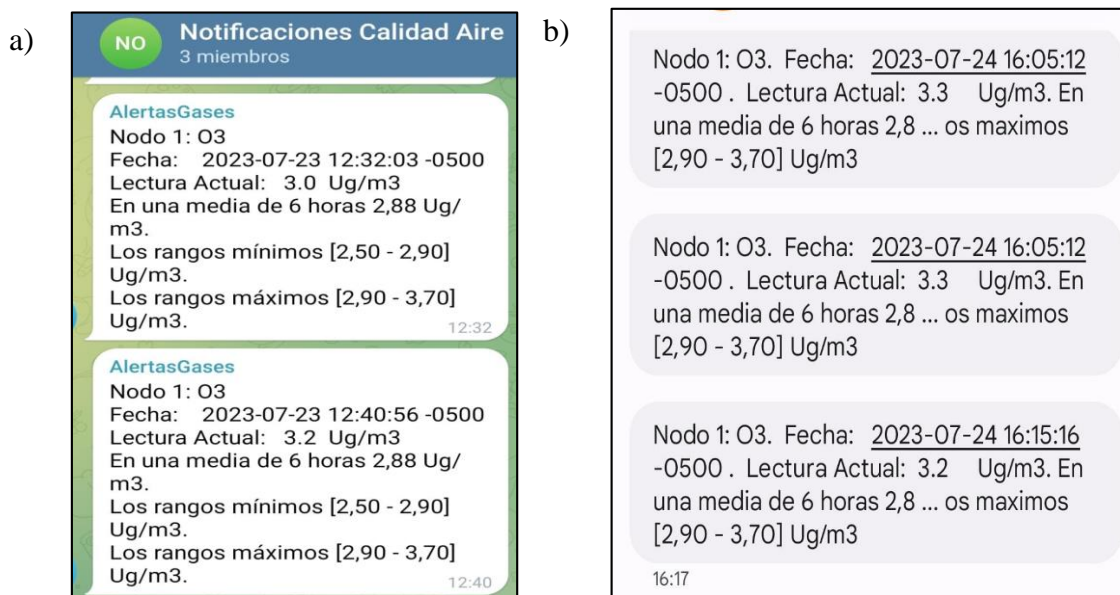 a)
NO
Notificaciones Calidad Aire
3 miembros
AlertasGases
Nodo 1: O3
Fecha: 2023-07-23 12:32:03 -0500
Lectura Actual: 3.0 Ug/m3
En una media de 6 horas 2,88 Ug/
m3.
Los rangos mínimos [2,50 - 2,90]
Ug/m3.
Los rangos máximos [2,90 - 3,70]
Ug/m3.
12:32
AlertasGases
Nodo 1: O3
Fecha: 2023-07-23 12:40:56 -0500
Lectura Actual: 3.2 Ug/m3
En una media de 6 horas 2,88 Ug/
m3.
Los rangos mínimos [2,50 - 2,90]
Ug/m3.
Los rangos máximos [2,90 - 3,70]
Ug/m3.
12:40
b)
Nodo 1: O3. Fecha: 2023-07-24 16:05:12
-0500 . Lectura Actual: 3.3 Ug/m3. En
una media de 6 horas 2,8 ... os maximos
[2,90 - 3,70] Ug/m3
Nodo 1: O3. Fecha: 2023-07-24 16:05:12
-0500 . Lectura Actual: 3.3 Ug/m3. En
una media de 6 horas 2,8 ... os maximos
[2,90 - 3,70] Ug/m3
Nodo 1: O3. Fecha: 2023-07-24 16:15:16
-0500 . Lectura Actual: 3.2 Ug/m3. En
una media de 6 horas 2,8 ... os maximos
[2,90 - 3,70] Ug/m3
16:17